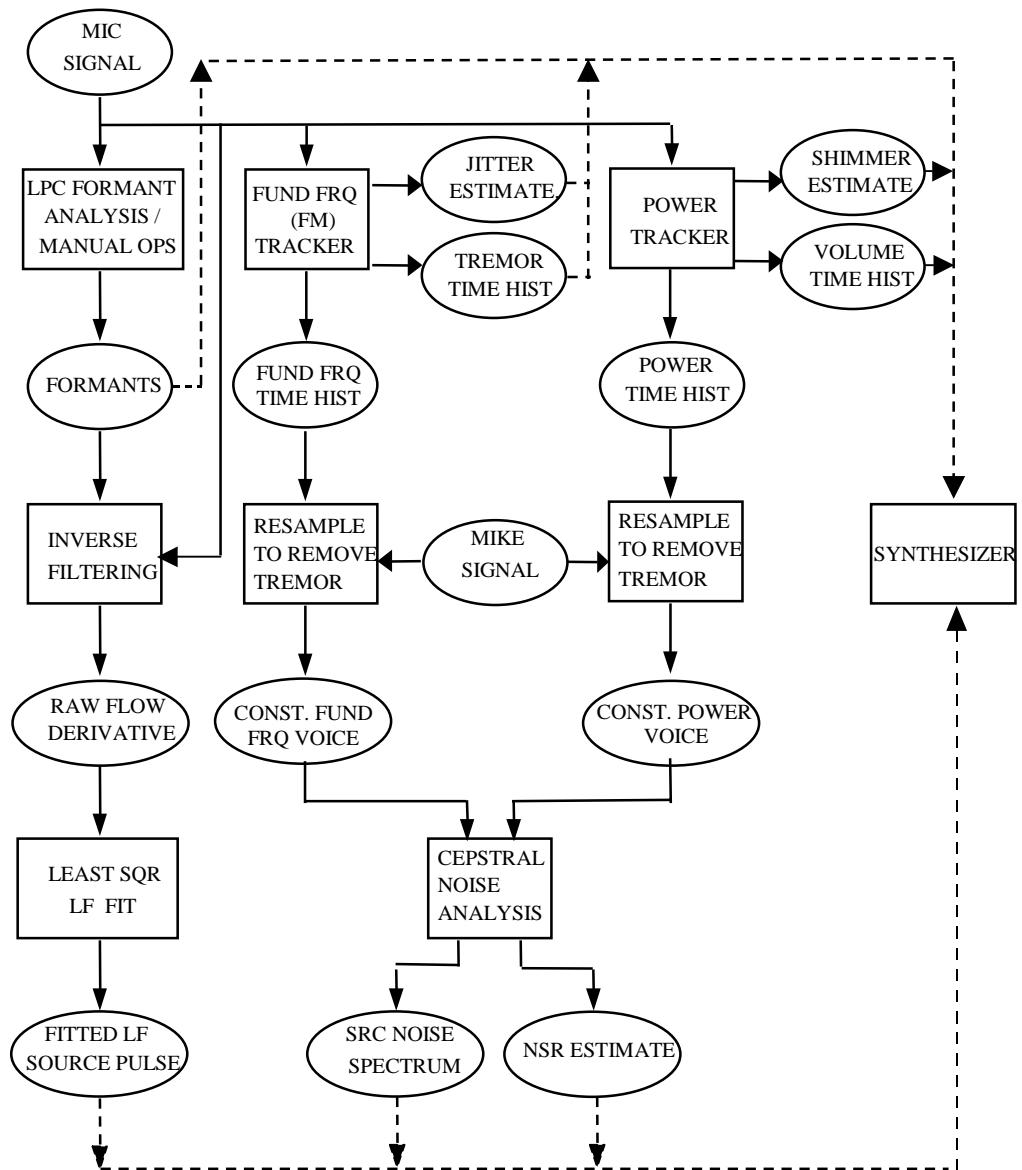 MIC
SIGNAL
LPC FORMANT
ANALYSIS /
MANUAL OPS
FUND FRQ
(FM)
TRACKER
JITTER
ESTIMATE
TREMOR
TIME HIST
POWER
TRACKER
SHIMMER
ESTIMATE
VOLUME
TIME HIST
FORMANTS
FUND FRQ
TIME HIST
POWER
TIME HIST
INVERSE
FILTERING
RESAMPLE
TO REMOVE
TREMOR
MIKE
SIGNAL
RESAMPLE
TO REMOVE
TREMOR
SYNTHESIZER
RAW FLOW
DERIVATIVE
CONST. FUND
FRQ VOICE
CONST. POWER
VOICE
LEAST SQR
LF FIT
CEPSTRAL
NOISE
ANALYSIS
FITTED LF
SOURCE PULSE
SRC NOISE
SPECTRUM
NSR ESTIMATE